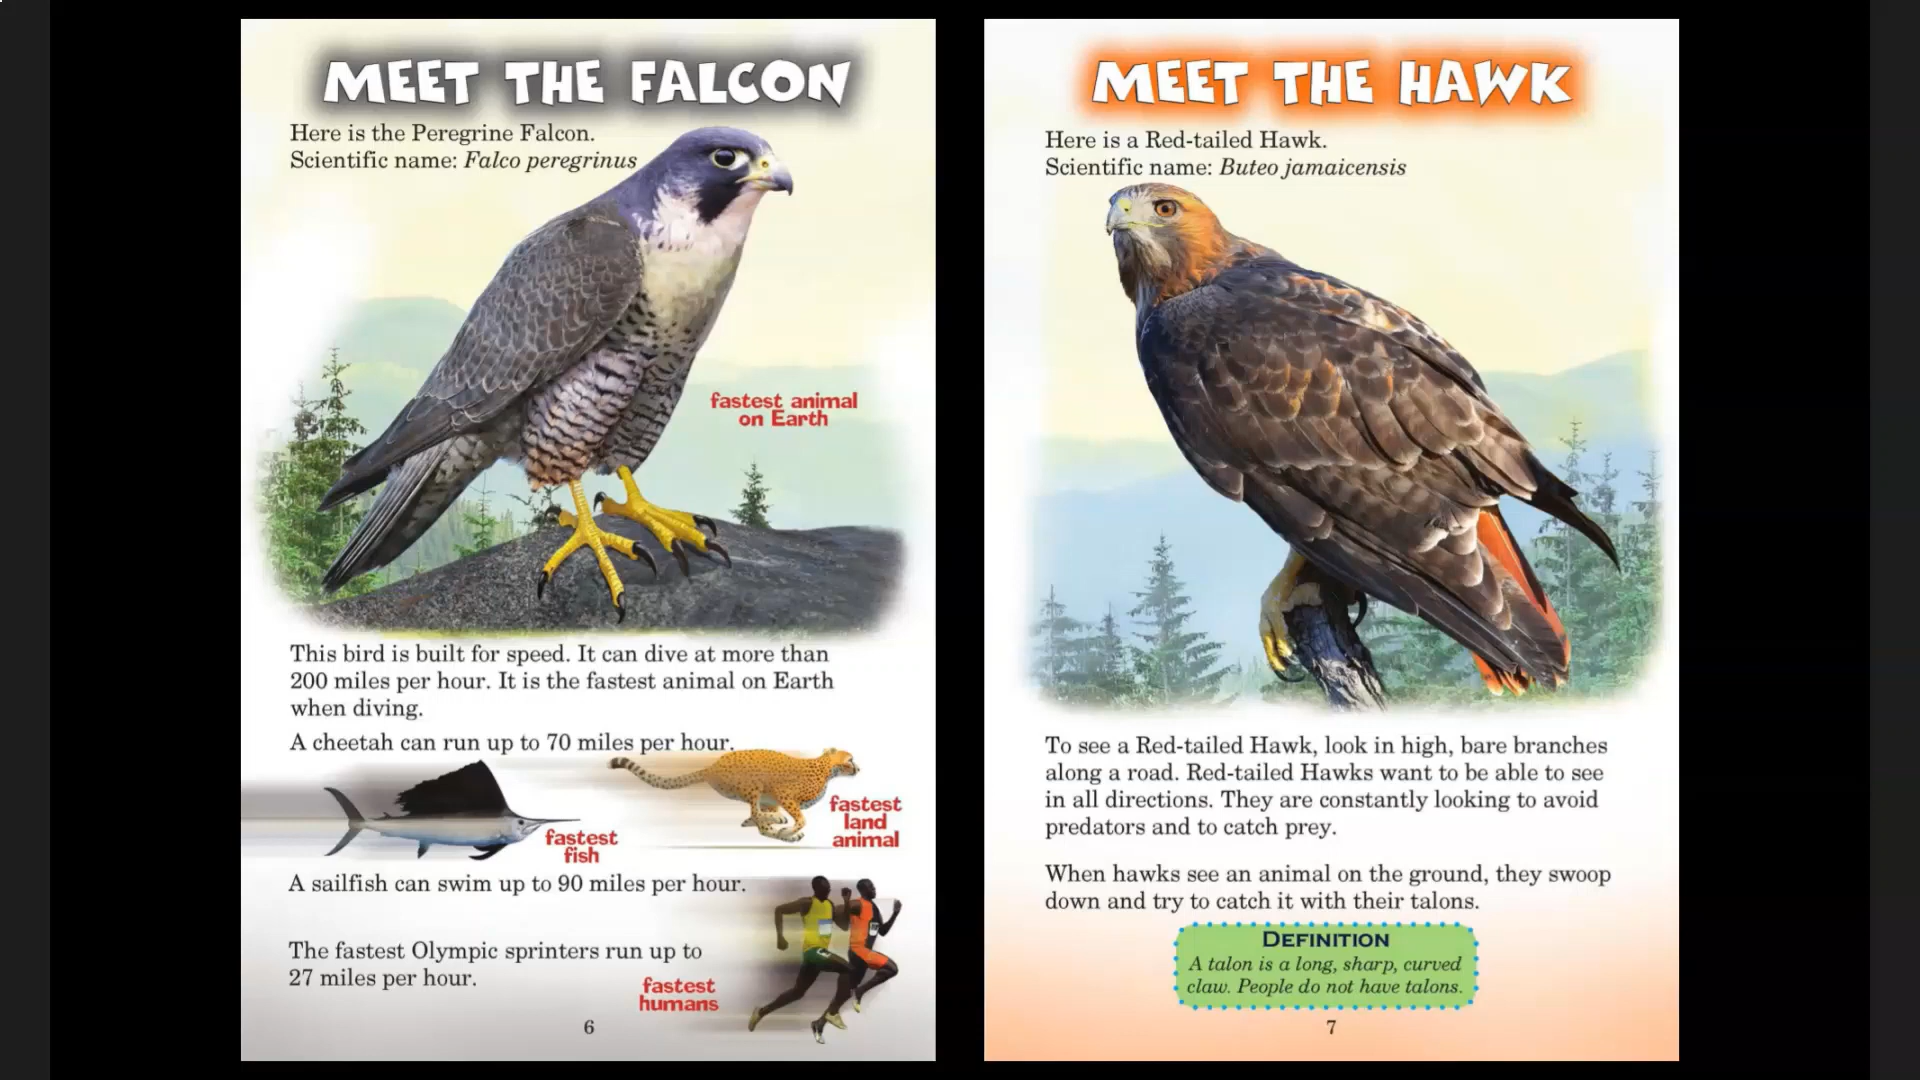 MEET THE FALCON
Here is the Peregrine Falcon.
Scientific name: Falco peregrinus
fastest animal
on Earth
This bird is built for speed. It can dive at more than
200 miles per hour. It is the fastest animal on Earth
when diving.
A cheetah can run up to 70 miles per hour.
fastest
land
animal
fastest
fish
A sailfish can swim up to 90 miles per hour.
The fastest Olympic sprinters run up to
27 miles per hour.
fastest
humans
6
MEET THE HAWK
Here is a Red-tailed Hawk.
Scientific name: Buteo jamaicensis
To see a Red-tailed Hawk, look in high, bare branches
along a road. Red-tailed Hawks want to be able to see
in all directions. They are constantly looking to avoid
predators and to catch prey.
When hawks see an animal on the ground, they swoop
down and try to catch it with their talons.
DEFINITION
A talon is a long, sharp, curved
claw. People do not have talons.
7